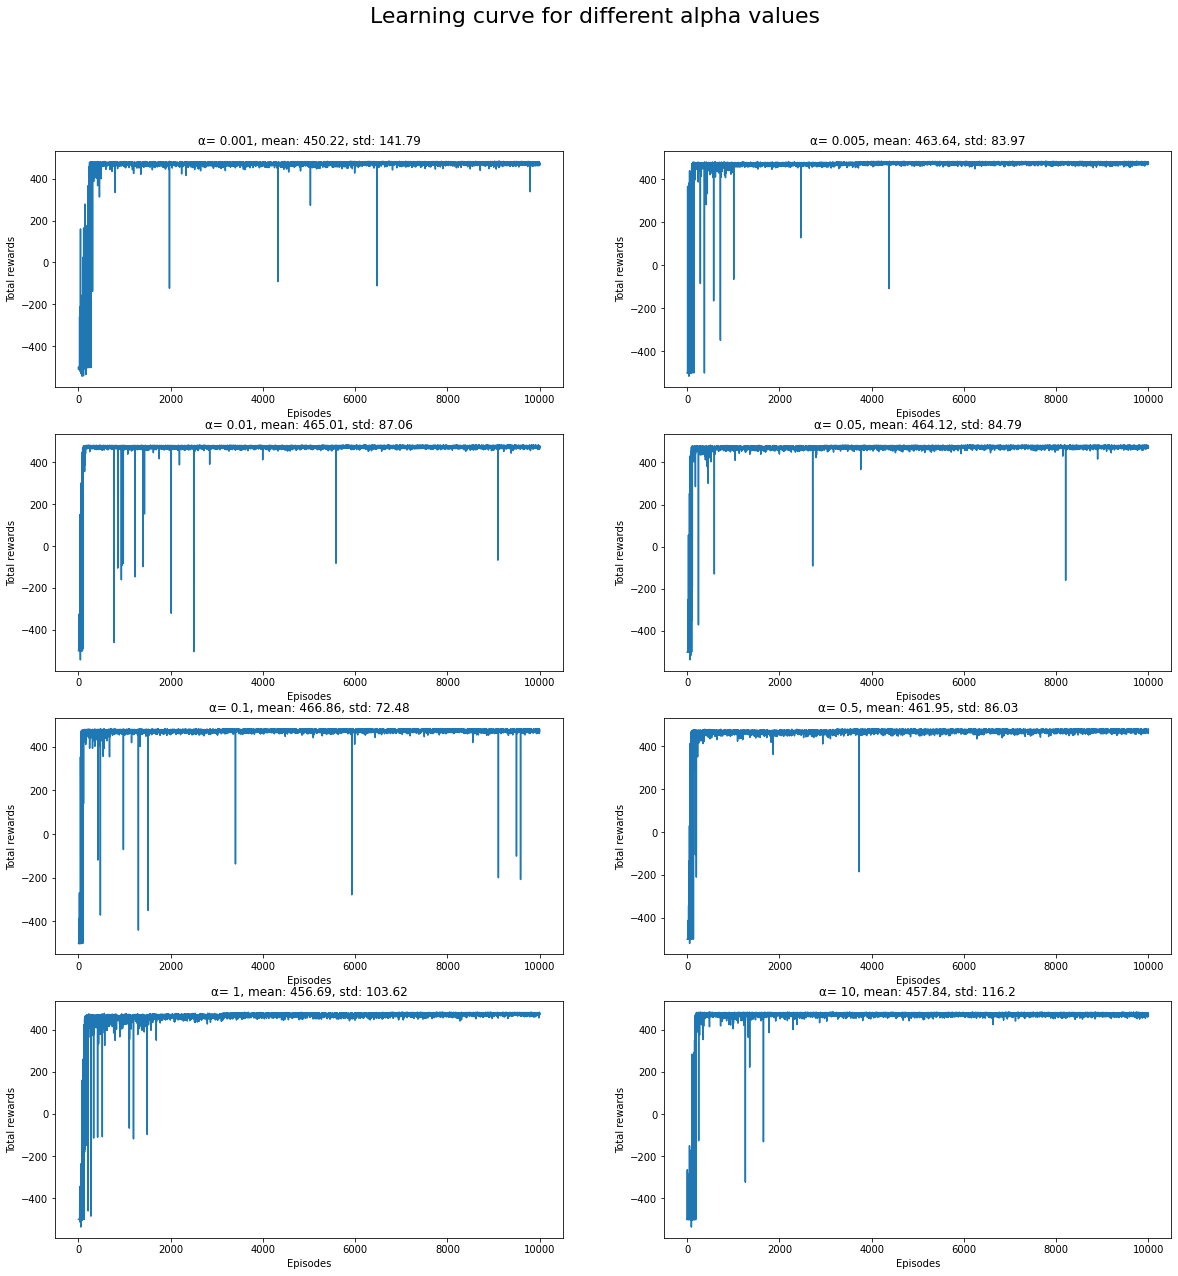 Learning curve for different alpha values
α= 0.001, mean: 450.22, std: 141.79
400
200
0
−200
−400
Total rewards
0 2000 4000 6000 8000 10000
Episodes
α= 0.005, mean: 463.64, std: 83.97
400
200
0
−200
−400
Total rewards
0 2000 4000 6000 8000 10000
Episodes
α= 0.01, mean: 465.01, std: 87.06
400
200
0
−200
−400
Total rewards
0 2000 4000 6000 8000 10000
Episodes
α= 0.05, mean: 464.12, std: 84.79
400
200
0
−200
−400
Total rewards
0 2000 4000 6000 8000 10000
Episodes
α= 0.1, mean: 466.86, std: 72.48
400
200
0
−200
−400
Total rewards
0 2000 4000 6000 8000 10000
Episodes
α= 0.5, mean: 461.95, std: 86.03
400
200
0
−200
−400
Total rewards
0 2000 4000 6000 8000 10000
Episodes
α= 1, mean: 456.69, std: 103.62
400
200
0
−200
−400
Total rewards
0 2000 4000 6000 8000 10000
Episodes
α= 10, mean: 457.84, std: 116.2
400
200
0
−200
−400
Total rewards
0 2000 4000 6000 8000 10000
Episodes